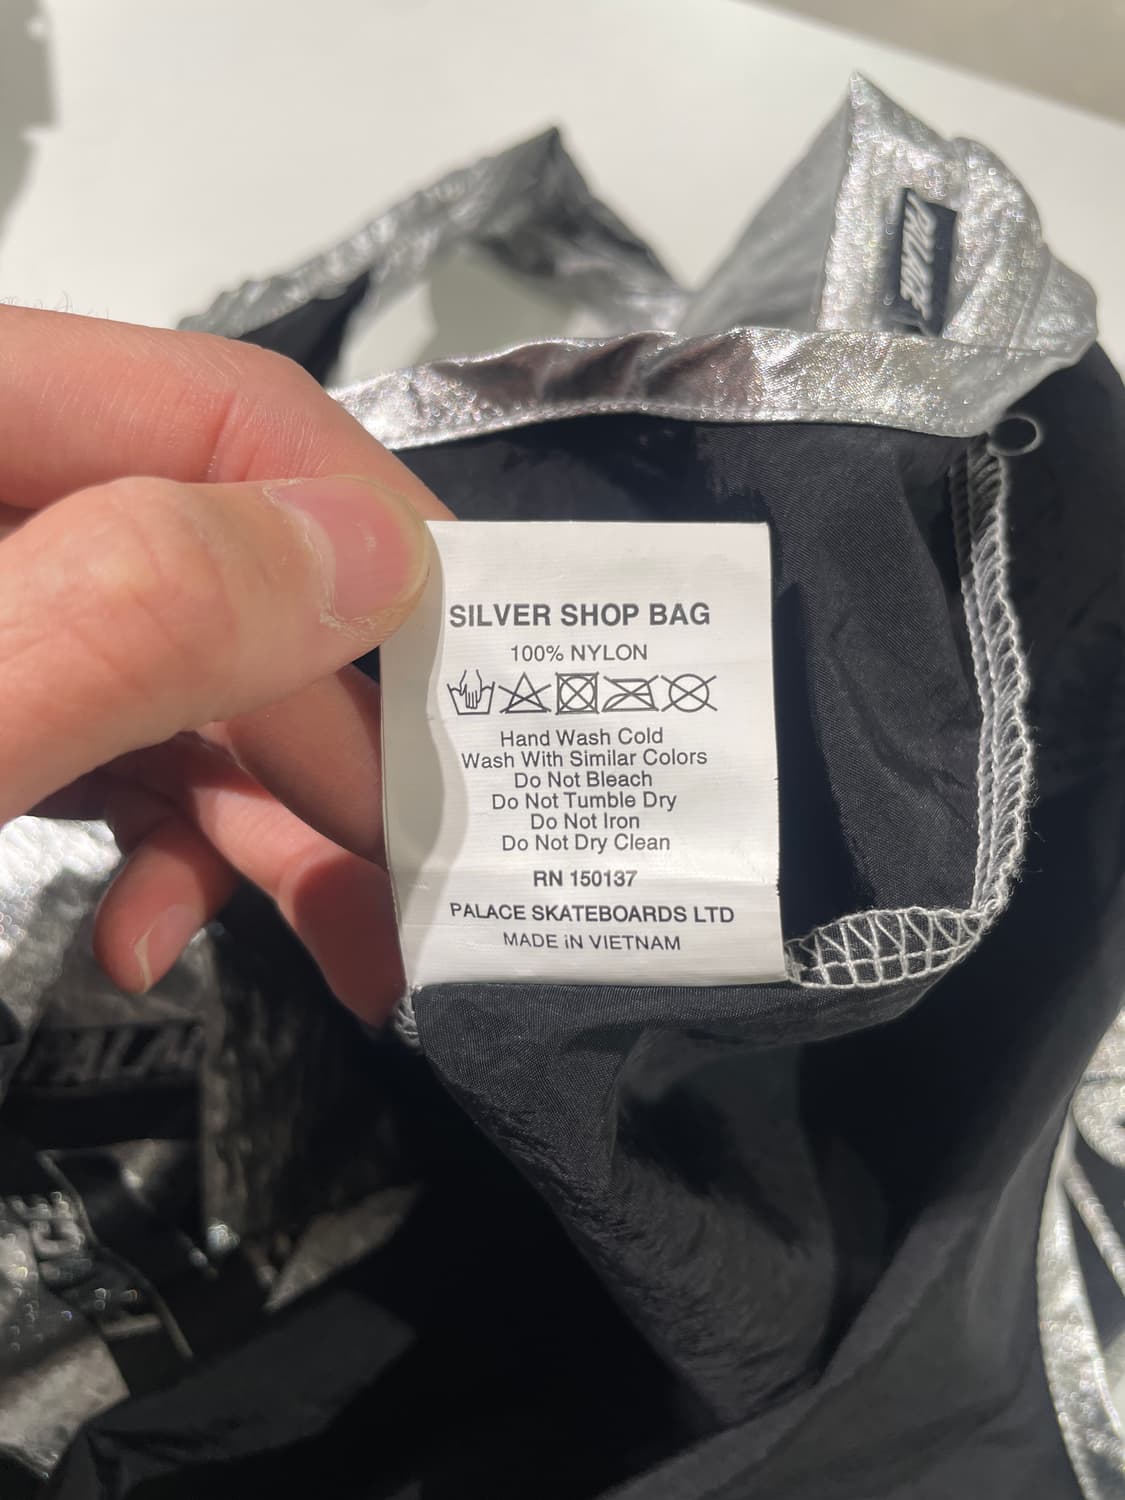 PALACE
SILVER SHOP BAG
100% NYLON
Hand Wash Cold
Wash With Similar Colors
Do Not Bleach
Do Not Tumble Dry
Do Not Iron
Do Not Dry Clean
RN 150137
PALACE SKATEBOARDS LTD
MADE iN VIETNAM